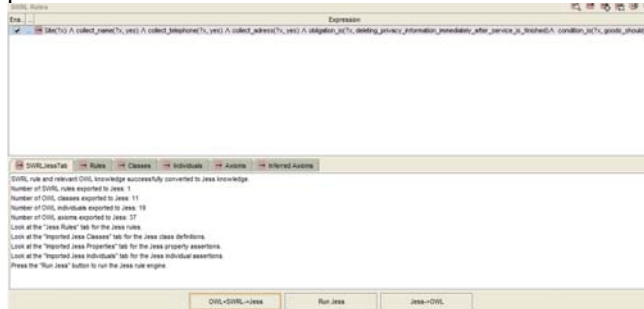 SWRL Rules
Ena... ... Expression
Site(?x) ∧ collect_name(?x, yes) ∧ collect_telephone(?x, yes) ∧ collect_adress(?x, yes) ∧ obligation_is(?x, deleting_privacy_information_immediately_after_service_is_finished) ∧ condition_is(?x, goods_should
SWRLJessTab Rules Classes Individuals Axioms Inferred Axioms
SWRL rule and relevant OWL knowledge successfully converted to Jess knowledge.
Number of SWRL rules exported to Jess: 1
Number of OWL classes exported to Jess: 11
Number of OWL individuals exported to Jess: 19
Number of OWL axioms exported to Jess: 37
Look at the "Jess Rules" tab for the Jess rules.
Look at the "Imported Jess Classes" tab for the Jess class definitions.
Look at the "Imported Jess Properties" tab for the Jess property assertions.
Look at the "Imported Jess Individuals" tab for the Jess individual assertions.
Press the "Run Jess" button to run the Jess rule engine.
OWL+SWRL->Jess Run Jess Jess->OWL